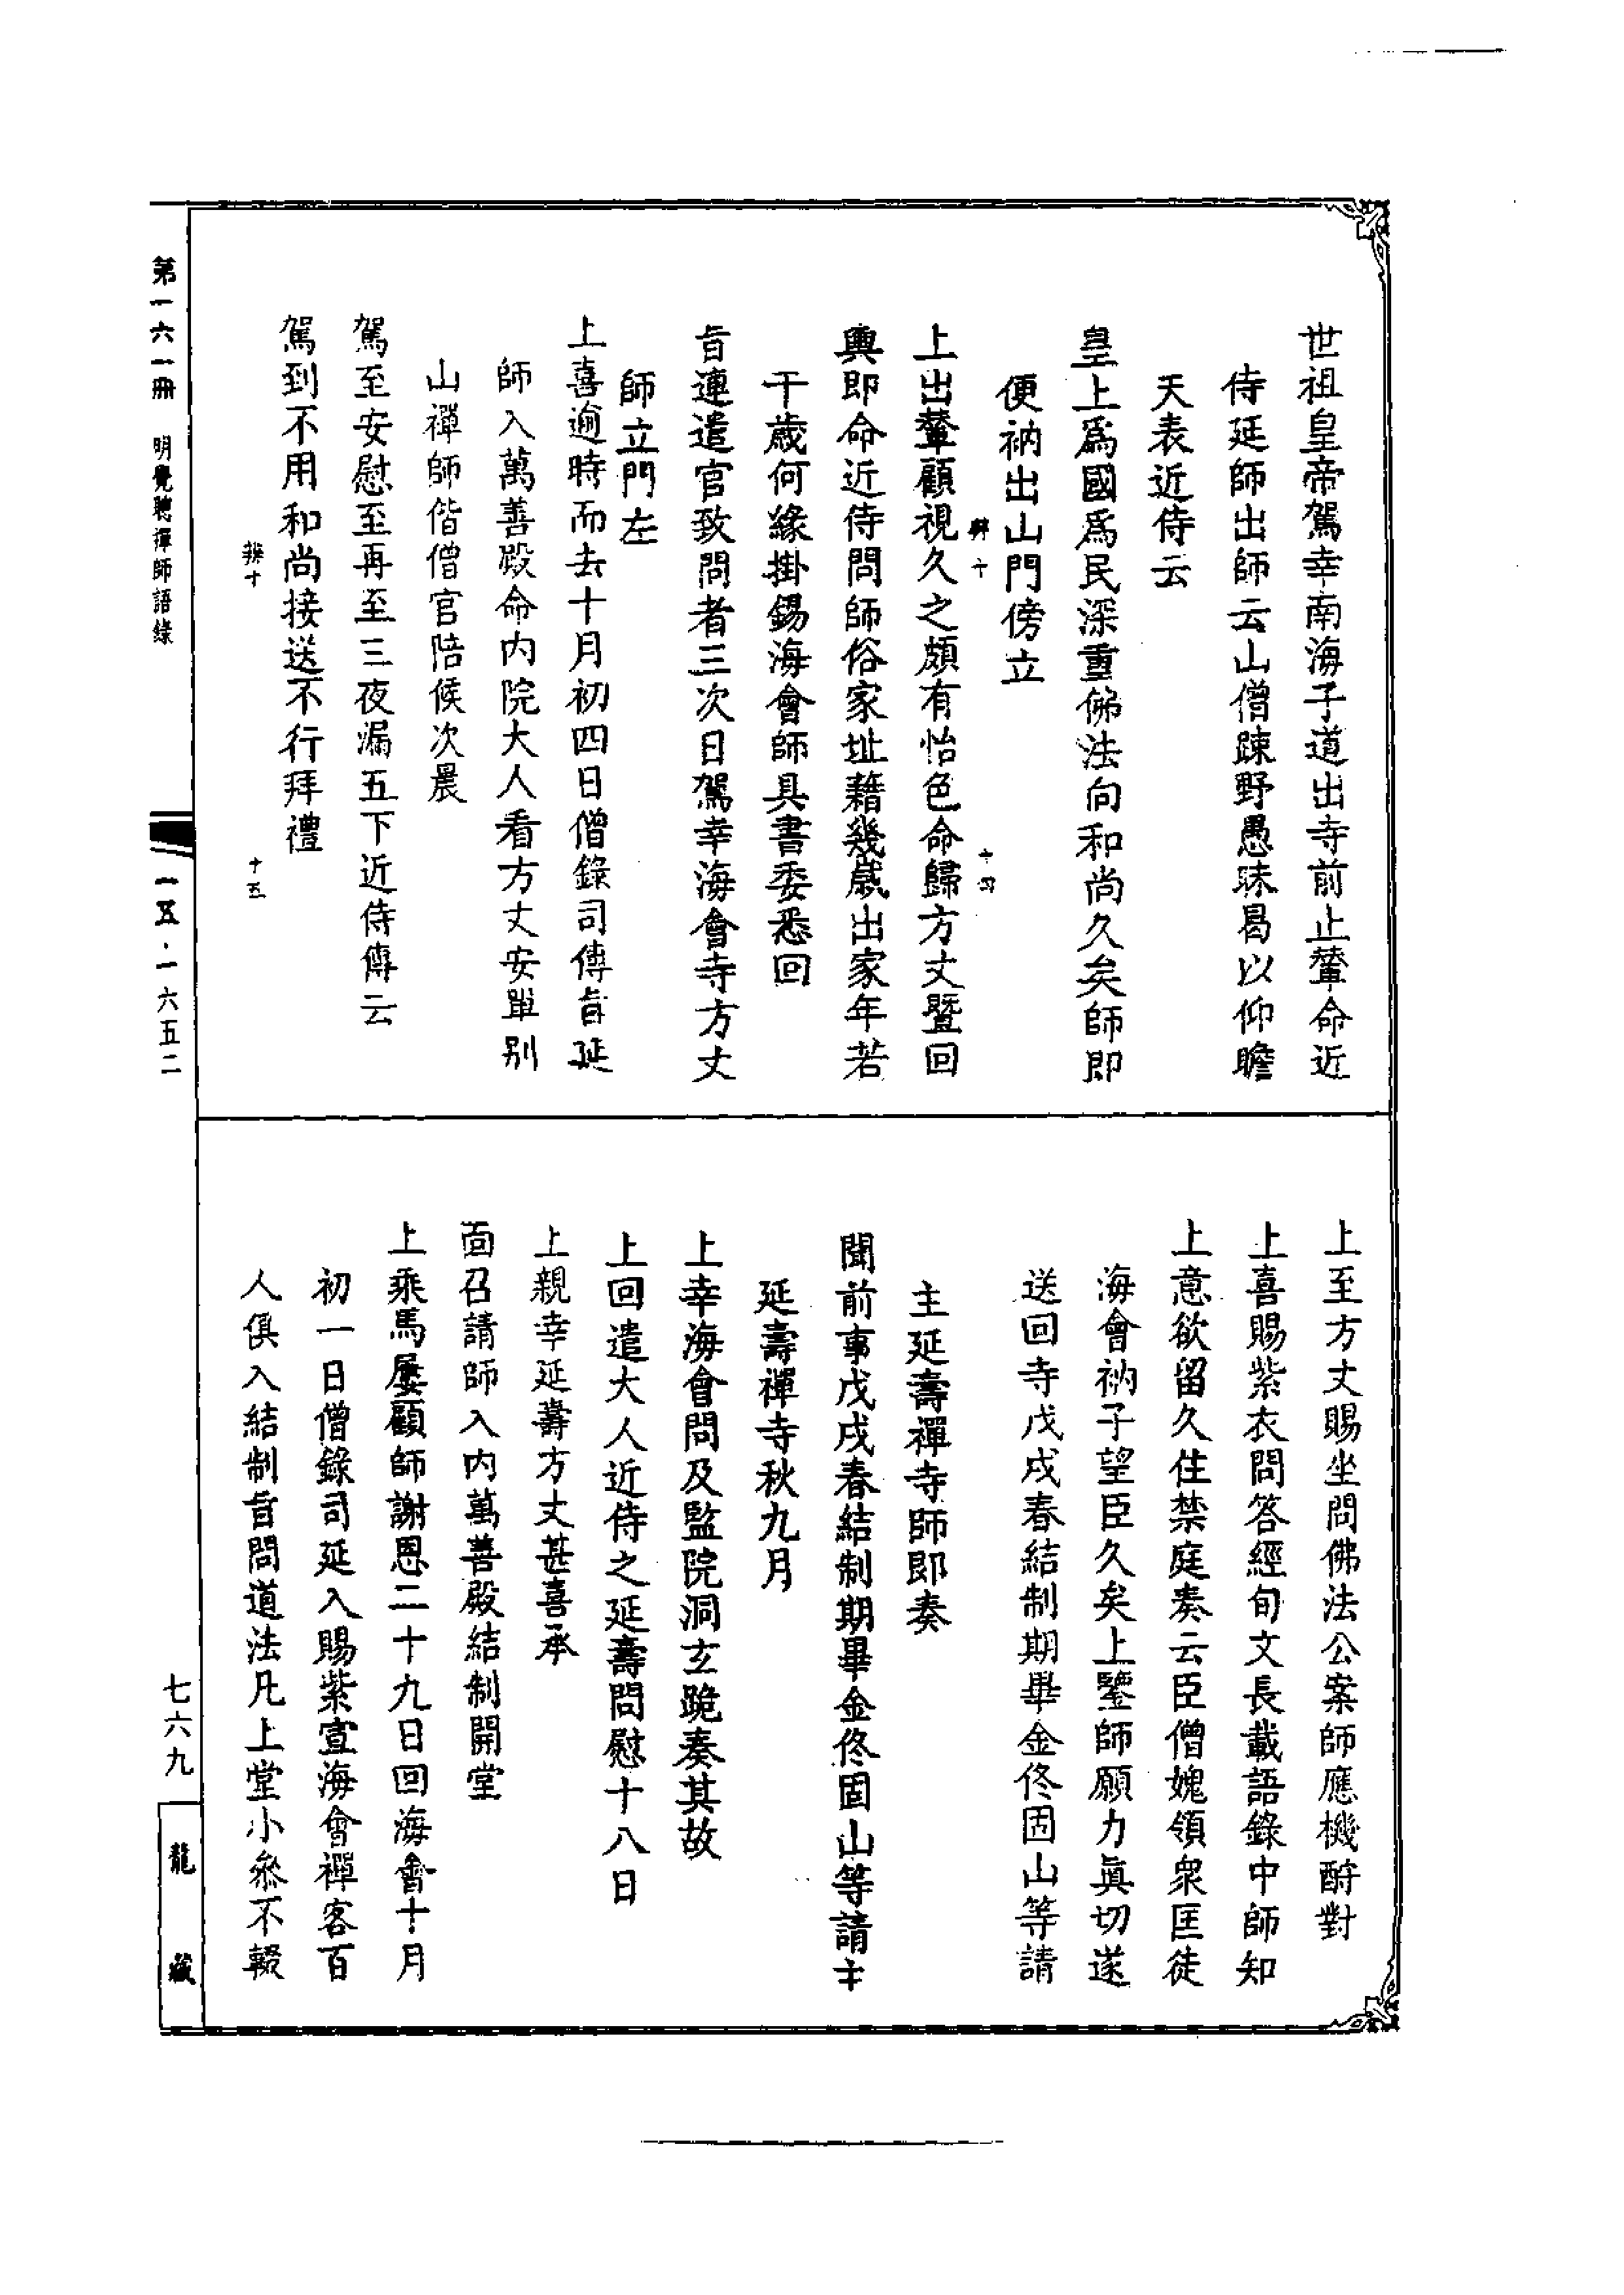 世祖皇帝駕幸南海子道出寺前止輦命近
侍延師出師云山僧踈野愚昧曷以仰瞻
天表近侍云
皇上爲國爲民深重佛法向和尚久矣師即
便衲出山門傍立
辨十 十四
上出輦顧視久之頗有怡色命歸方丈暨回
輿即命近侍問師俗家址藉幾歲出家年若
干歲何緣掛錫海會師具書委悉回
旨連遣官致問者三次日駕幸海會寺方丈
師立門左
上喜逾時而去十月初四日僧錄司傳旨延
師入萬善殿命內院大人看方丈安單別
山禪師偕僧官陪候次晨
駕至安慰至再至三夜漏五下近侍傳云
駕到不用和尚接送不行拜禮
辨十 十五
上至方丈賜坐問佛法公案師應機酧對
上喜賜紫衣問答經旬文長載語錄中師知
上意欲留久住禁庭奏云臣僧媿領衆匡徒
海會衲子望臣久矣上鑒師願力眞切遂
送回寺戊戌春結制期畢金佟固山等請
主延壽禪寺師即奏
聞前事戊戌春結制期畢金佟固山等請主
延壽禪寺秋九月
上幸海會問及監院洞玄跪奏其故
上回遣大人近侍之延壽問慰十八日
上親幸延壽方丈甚喜承
面召請師入內萬善殿結制開堂
上乘馬屢顧師謝恩二十九日回海會十月
初一日僧錄司延入賜紫宣海會禪客百
人俱入結制旨問道法凡上堂小參不輟
第一六一冊 明覺聰禪師語錄
一五·一六五二
七六九
龍藏